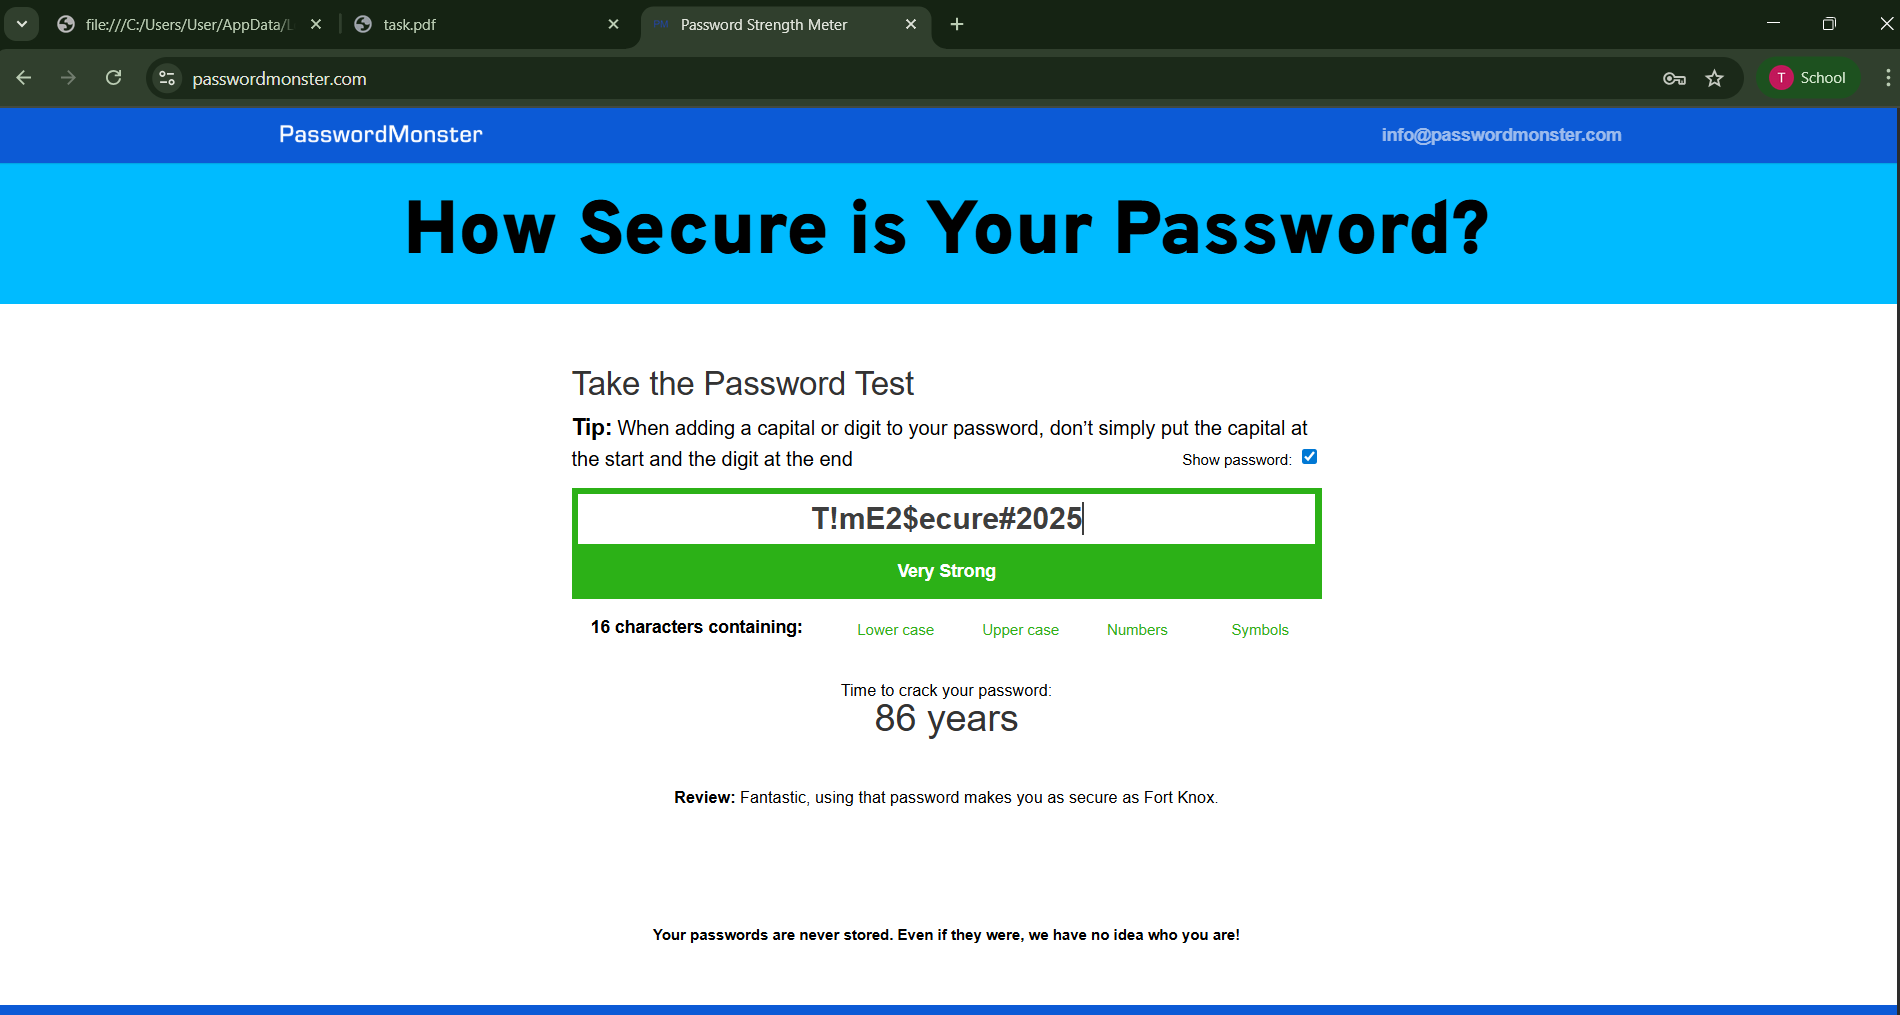 file:///C:/Users/User/AppData/L
task.pdf
PM Password Strength Meter
passwordmonster.com
T School
PasswordMonster
info@passwordmonster.com
How Secure is Your Password?
Take the Password Test
Tip: When adding a capital or digit to your password, don’t simply put the capital at
the start and the digit at the end
Show password:
T!mE2$ecure#2025
Very Strong
16 characters containing:
Lower case
Upper case
Numbers
Symbols
Time to crack your password:
86 years
Review: Fantastic, using that password makes you as secure as Fort Knox.
Your passwords are never stored. Even if they were, we have no idea who you are!